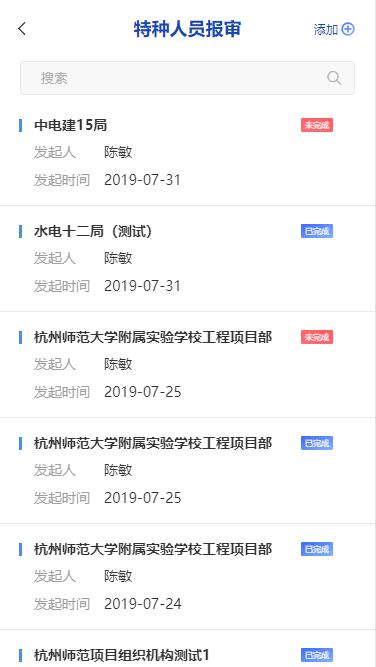 特种人员报审
添加
搜索
中电建15局 未完成
发起人 陈敏
发起时间 2019-07-31
水电十二局（测试） 已完成
发起人 陈敏
发起时间 2019-07-31
杭州师范大学附属实验学校工程项目部 未完成
发起人 陈敏
发起时间 2019-07-25
杭州师范大学附属实验学校工程项目部 已完成
发起人 陈敏
发起时间 2019-07-25
杭州师范大学附属实验学校工程项目部 已完成
发起人 陈敏
发起时间 2019-07-24
杭州师范项目组织机构测试1 已完成